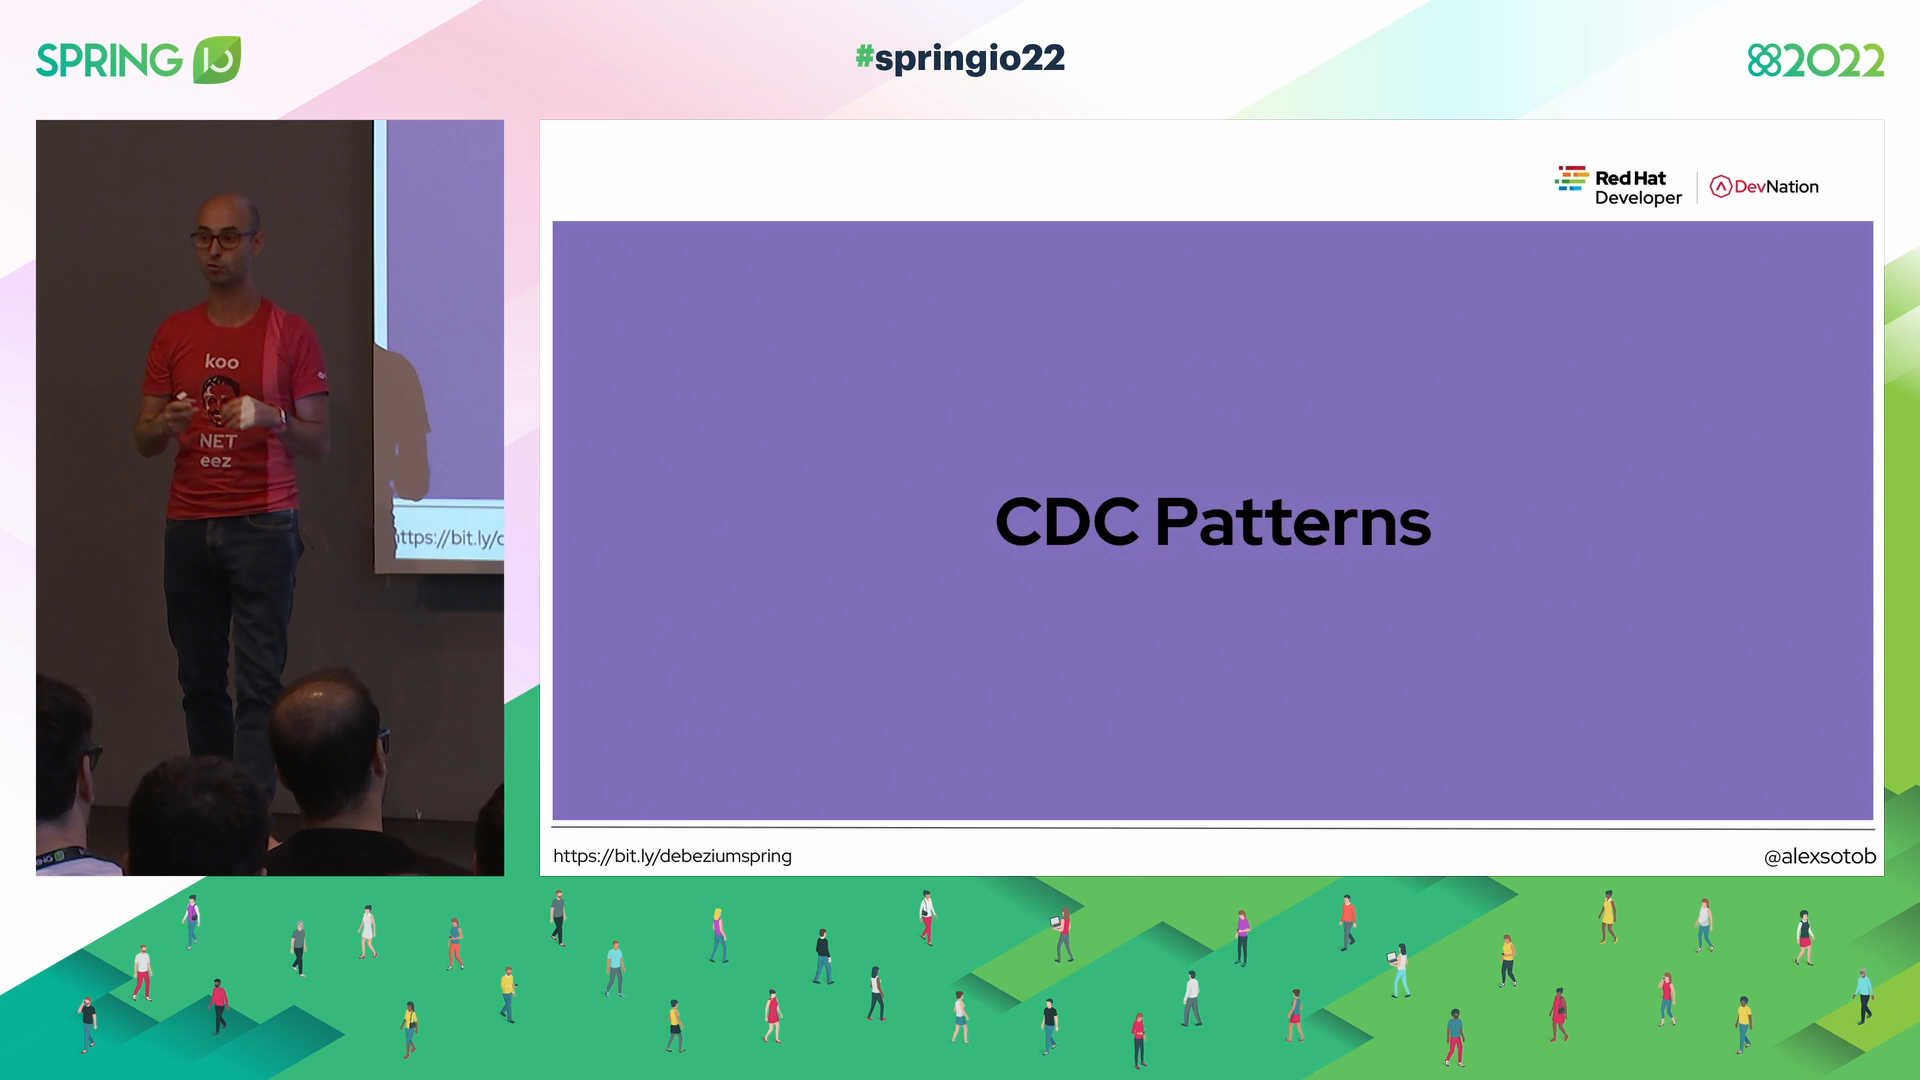 SPRING IO
#springio22
2022
koo
NET
eez
https://bit.ly/c
Red Hat
Developer
DevNation
CDC Patterns
https://bit.ly/debeziumspring
@alexsotob